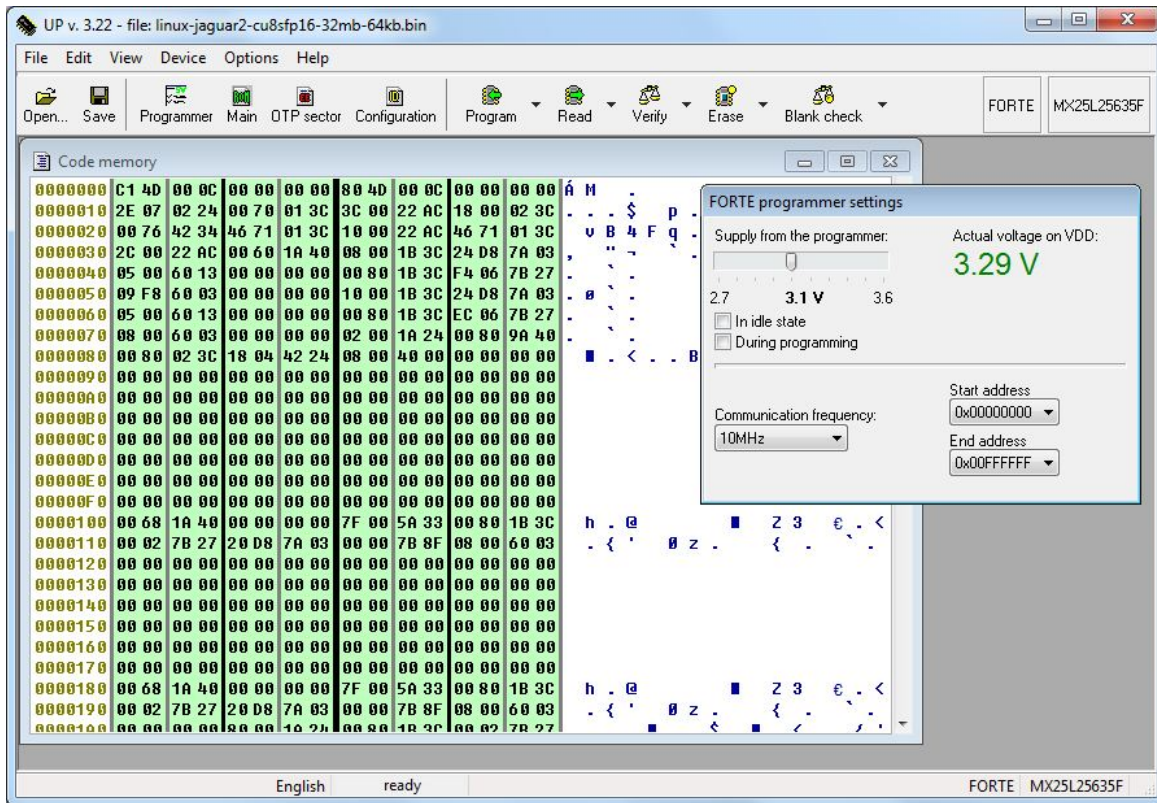 UP v. 3.22 - file: linux-jaguar2-cu8sfp16-32mb-64kb.bin
File Edit View Device Options Help
Open... Save Programmer Main OTP sector Configuration Program Read Verify Erase Blank check FORTE MX25L25635F
Code memory
0000000 C1 4D 00 0C 00 00 00 00 80 4D 00 0C 00 00 00 00 Á M .
0000010 2E 07 02 24 00 70 01 3C 3C 00 22 AC 18 00 02 3C . . . $ p .
0000020 00 76 42 34 46 71 01 3C 10 00 22 AC 46 71 01 3C v B 4 F q .
0000030 2C 00 22 AC 00 60 1A 40 08 00 1B 3C 24 D8 7A 03 , " ¬ ` .
0000040 05 00 60 13 00 00 00 00 00 80 1B 3C F4 06 7B 27 . ` .
0000050 09 F8 60 03 00 00 00 00 10 00 1B 3C 24 D8 7A 03 . ø ` .
0000060 05 00 60 13 00 00 00 00 00 80 1B 3C EC 06 7B 27 . ` .
0000070 08 00 60 03 00 00 00 00 02 00 1A 24 00 80 9A 40 . ` .
0000080 00 80 02 3C 18 04 42 24 08 00 40 00 00 00 00 00 . < . . B
0000090 00 00 00 00 00 00 00 00 00 00 00 00 00 00 00 00
00000A0 00 00 00 00 00 00 00 00 00 00 00 00 00 00 00 00
00000B0 00 00 00 00 00 00 00 00 00 00 00 00 00 00 00 00
00000C0 00 00 00 00 00 00 00 00 00 00 00 00 00 00 00 00
00000D0 00 00 00 00 00 00 00 00 00 00 00 00 00 00 00 00
00000E0 00 00 00 00 00 00 00 00 00 00 00 00 00 00 00 00
00000F0 00 00 00 00 00 00 00 00 00 00 00 00 00 00 00 00
0000100 00 68 1A 40 00 00 00 00 7F 00 5A 33 00 80 1B 3C h . @ Z 3 € . <
0000110 00 02 7B 27 20 D8 7A 03 00 00 7B 8F 08 00 60 03 . { ' Ø z . { . ` .
0000120 00 00 00 00 00 00 00 00 00 00 00 00 00 00 00 00
0000130 00 00 00 00 00 00 00 00 00 00 00 00 00 00 00 00
0000140 00 00 00 00 00 00 00 00 00 00 00 00 00 00 00 00
0000150 00 00 00 00 00 00 00 00 00 00 00 00 00 00 00 00
0000160 00 00 00 00 00 00 00 00 00 00 00 00 00 00 00 00
0000170 00 00 00 00 00 00 00 00 00 00 00 00 00 00 00 00
0000180 00 68 1A 40 00 00 00 00 7F 00 5A 33 00 80 1B 3C h . @ Z 3 € . <
0000190 00 02 7B 27 20 D8 7A 03 00 00 7B 8F 08 00 60 03 . { ' Ø z . { . ` .
00001A0 00 00 00 00 80 00 1A 24 00 80 1B 3C 00 02 7B 27
FORTE programmer settings
Supply from the programmer:
2.7 3.1 V 3.6
In idle state
During programming
Actual voltage on VDD:
3.29 V
Communication frequency:
10MHz
Start address
0x00000000
End address
0x00FFFFFF
English ready FORTE MX25L25635F